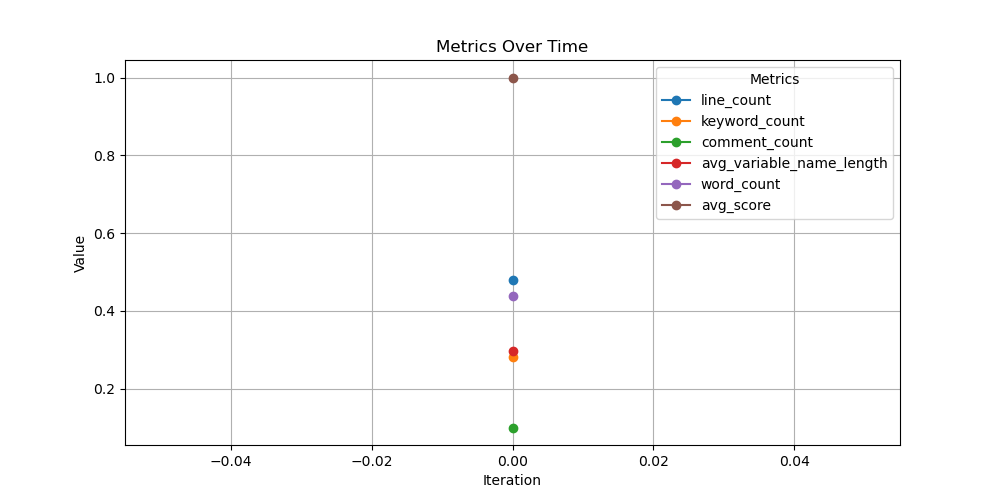 Metrics Over Time
Metrics
line_count
keyword_count
comment_count
avg_variable_name_length
word_count
avg_score
Value
1.0
0.8
0.6
0.4
0.2
−0.04
−0.02
0.00
0.02
0.04
Iteration